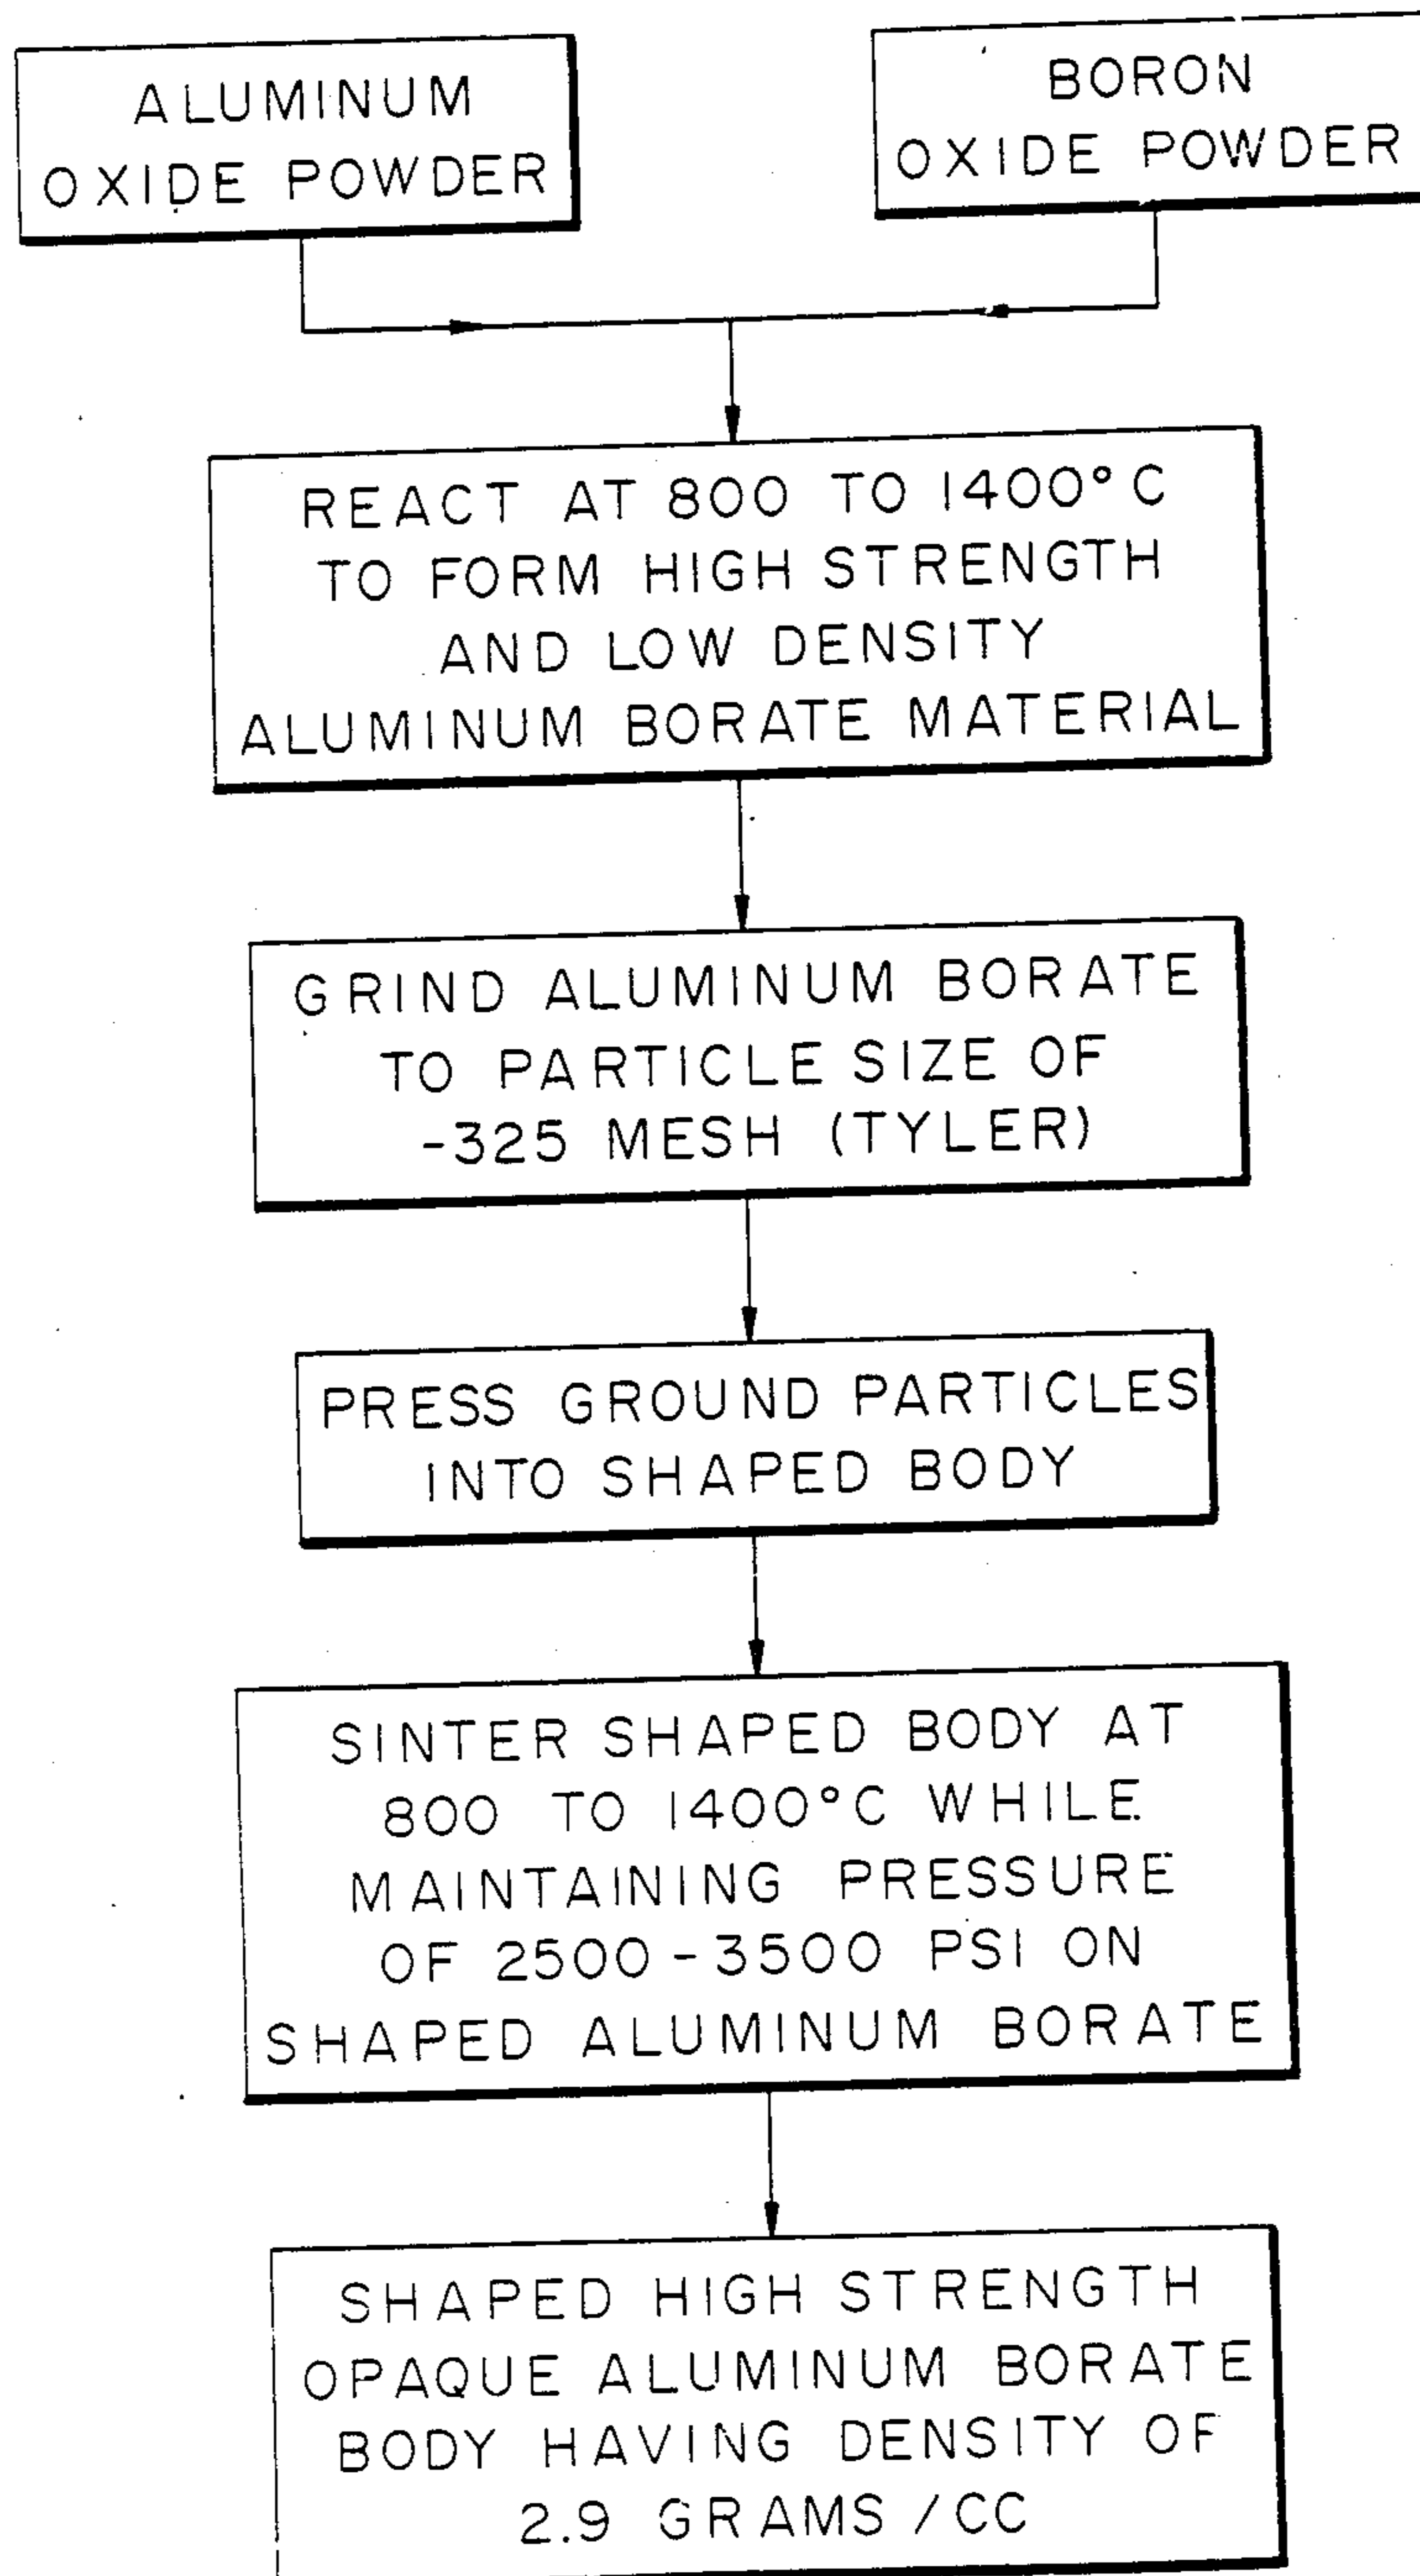 ALUMINUM
OXIDE POWDER
BORON
OXIDE POWDER
REACT AT 800 TO 1400°C
TO FORM HIGH STRENGTH
AND LOW DENSITY
ALUMINUM BORATE MATERIAL
GRIND ALUMINUM BORATE
TO PARTICLE SIZE OF
-325 MESH (TYLER)
PRESS GROUND PARTICLES
INTO SHAPED BODY
SINTER SHAPED BODY AT
800 TO 1400°C WHILE
MAINTAINING PRESSURE
OF 2500-3500 PSI ON
SHAPED ALUMINUM BORATE
SHAPED HIGH STRENGTH
OPAQUE ALUMINUM BORATE
BODY HAVING DENSITY OF
2.9 GRAMS /CC